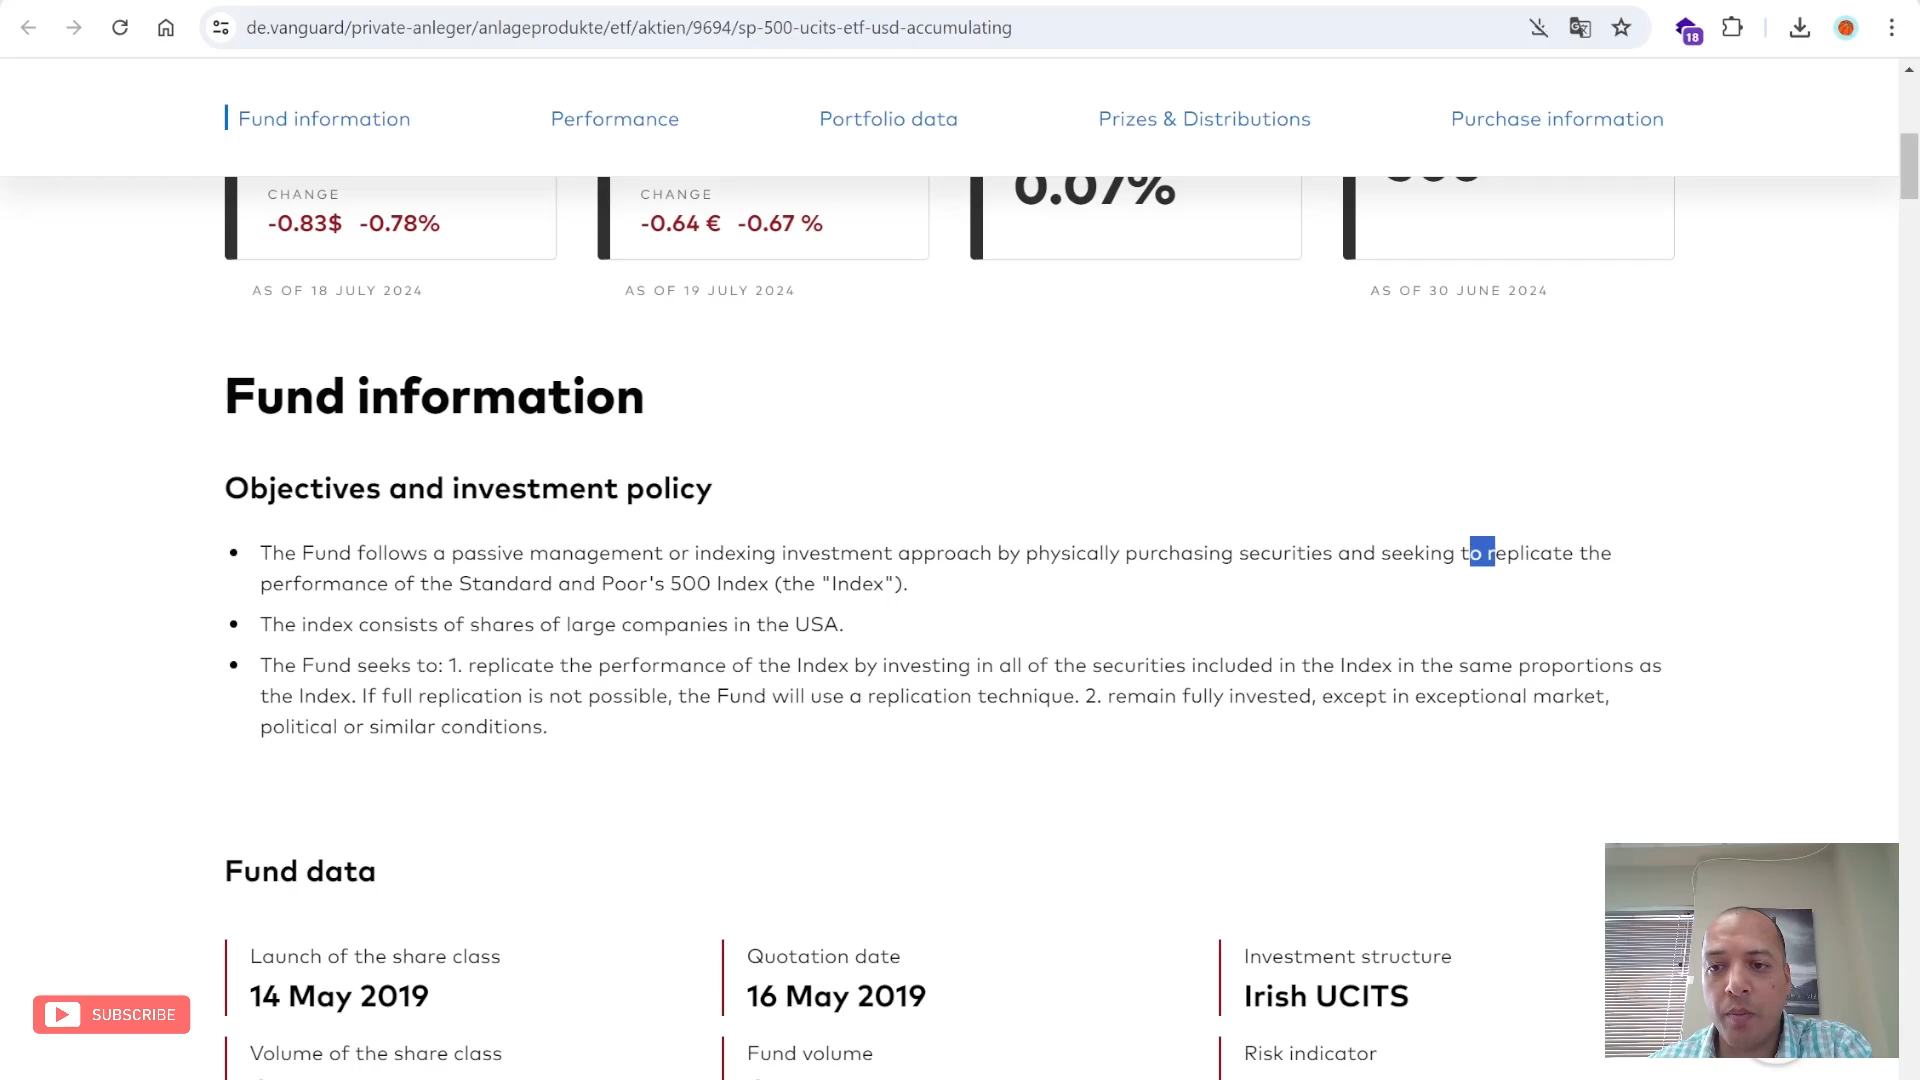 de.vanguard/private-anleger/anlageprodukte/etf/aktien/9694/sp-500-ucits-etf-usd-accumulating
18
Fund information
Performance
Portfolio data
Prizes & Distributions
Purchase information
CHANGE
-0.83$ -0.78%
CHANGE
-0.64 € -0.67 %
0.07%
AS OF 18 JULY 2024
AS OF 19 JULY 2024
AS OF 30 JUNE 2024
Fund information
Objectives and investment policy
• The Fund follows a passive management or indexing investment approach by physically purchasing securities and seeking to replicate the
performance of the Standard and Poor's 500 Index (the "Index").
• The index consists of shares of large companies in the USA.
• The Fund seeks to: 1. replicate the performance of the Index by investing in all of the securities included in the Index in the same proportions as
the Index. If full replication is not possible, the Fund will use a replication technique. 2. remain fully invested, except in exceptional market,
political or similar conditions.
Fund data
Launch of the share class
14 May 2019
Quotation date
16 May 2019
Investment structure
Irish UCITS
SUBSCRIBE
Volume of the share class
Fund volume
Risk indicator